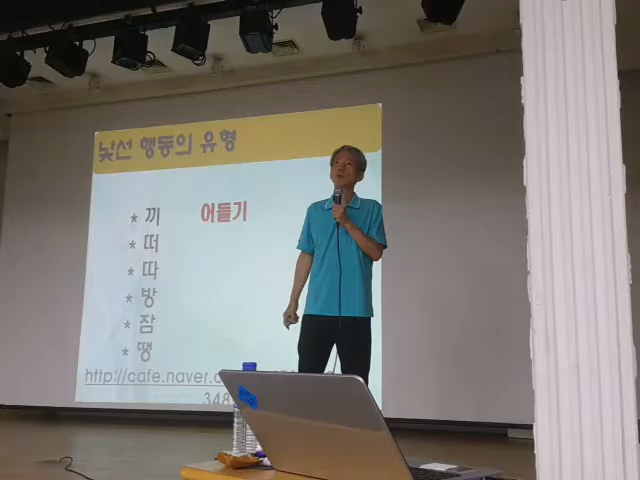 낯선 행동의 유형
* 끼 어들기
* 떠
* 따
* 방
* 잠
* 땡
http://cafe.naver.c
348